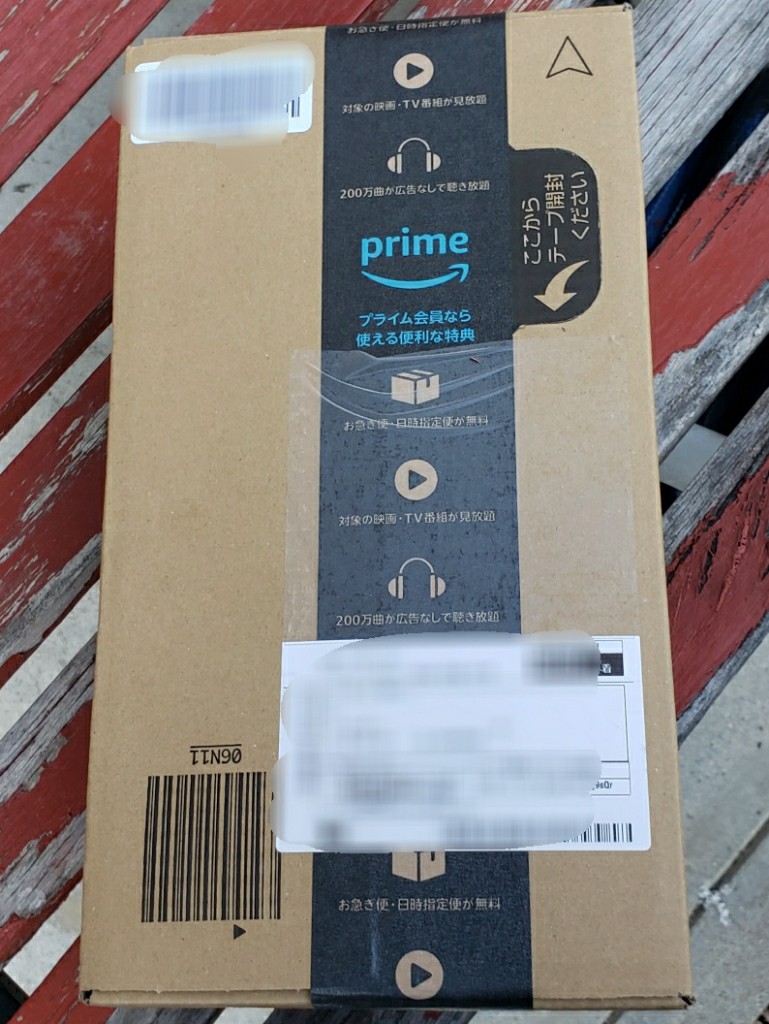 お急ぎ便・日時指定便が無料
対象の映画・TV番組が見放題
200万曲が広告なしで聴き放題
prime
プライム会員なら
使える便利な特典
ここから
テープ開封
ください
お急ぎ便・日時指定便が無料
対象の映画・TV番組が見放題
200万曲が広告なしで聴き放題
06N11
お急ぎ便・日時指定便が無料